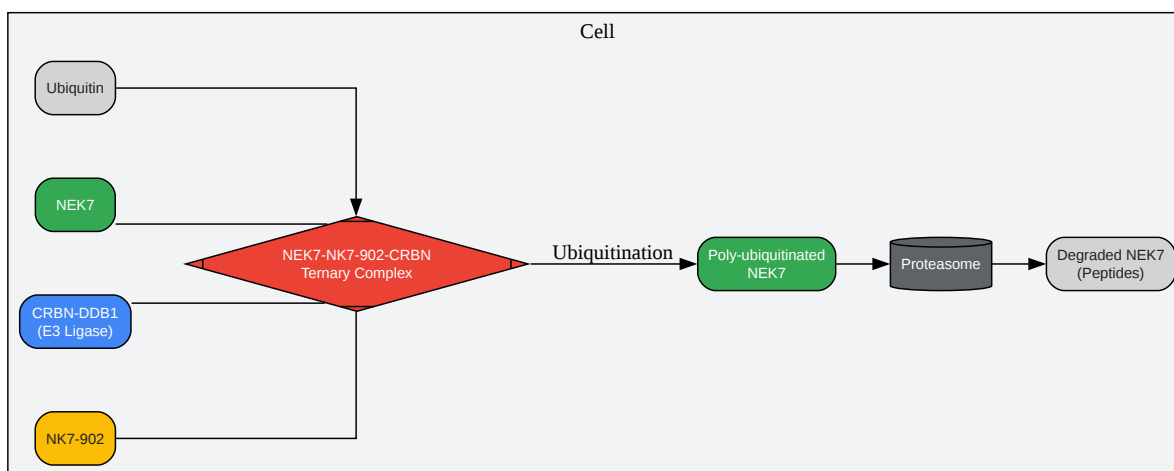 Cell
Ubiquitin
NEK7
CRBN-DDB1
(E3 Ligase)
NK7-902
NEK7-NK7-902-CRBN
Ternary Complex
Ubiquitination
Poly-ubiquitinated
NEK7
Proteasome
Degraded NEK7
(Peptides)